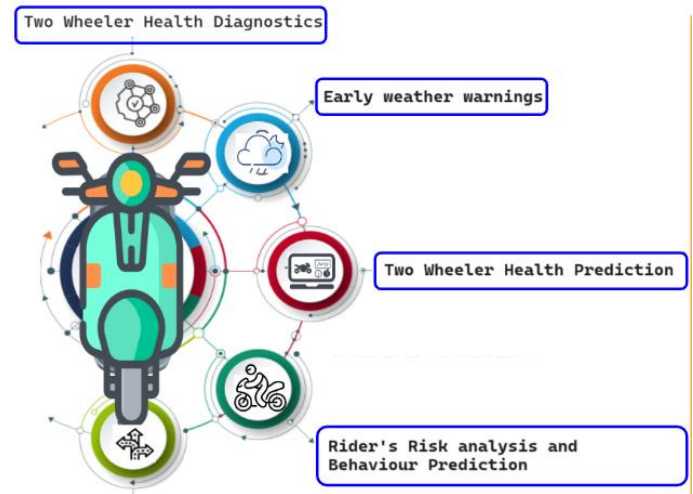 Two Wheeler Health Diagnostics
Early weather warnings
Two Wheeler Health Prediction
Rider's Risk analysis and
Behaviour Prediction